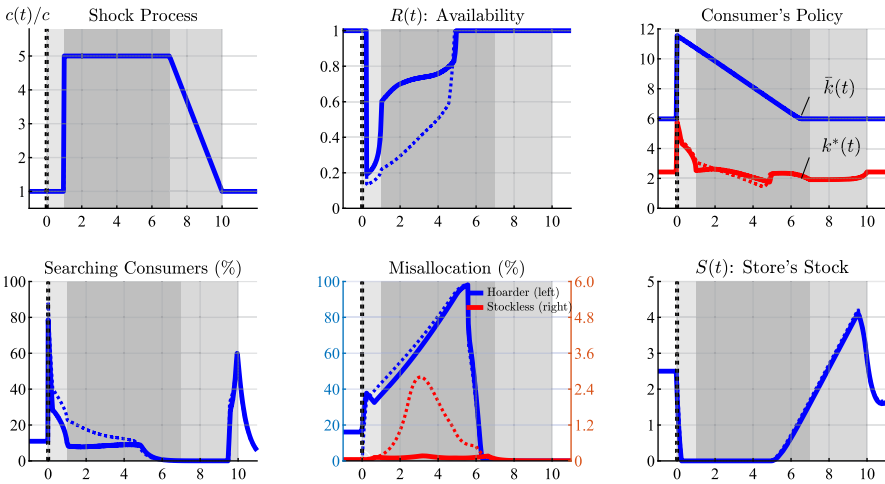 c(t)/c
Shock Process
5
4
3
2
1
0 2 4 6 8 10
R(t): Availability
1
0.8
0.6
0.4
0.2
0
0 2 4 6 8 10
Consumer's Policy
12
10
8
6
4
2
0
k̄(t)
k*(t)
0 2 4 6 8 10
Searching Consumers (%)
100
80
60
40
20
0
0 2 4 6 8 10
Misallocation (%)
100
80
60
40
20
0
Hoarder (left)
Stockless (right)
6.0
4.8
3.6
2.4
1.2
0.0
0 2 4 6 8 10
S(t): Store's Stock
5
4
3
2
1
0
0 2 4 6 8 10